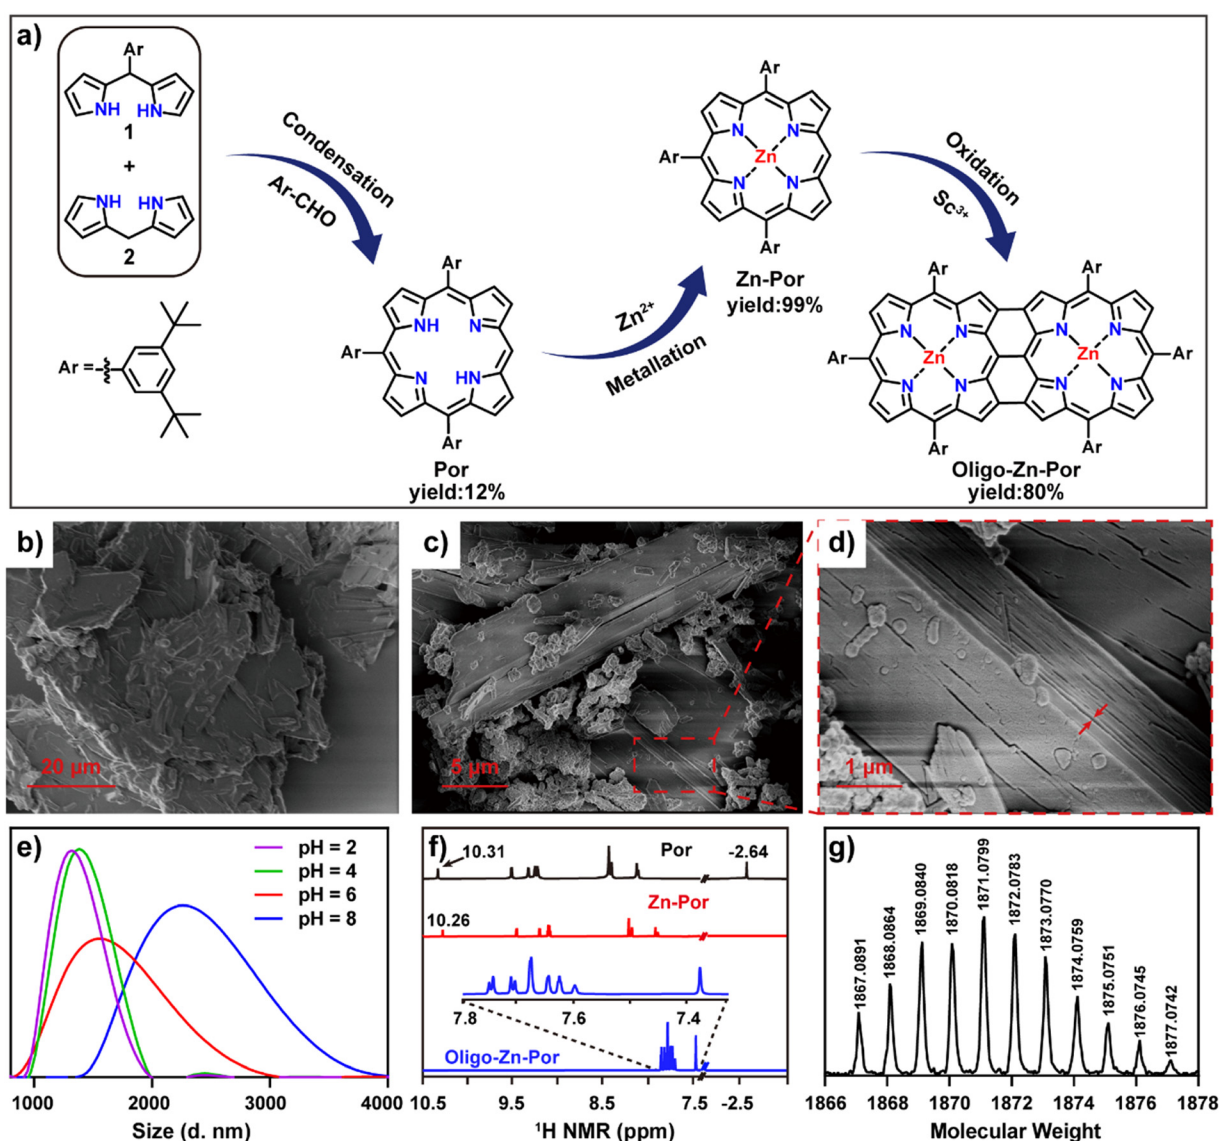 a)
Ar
NH
HN
1
+
NH
HN
2
Ar =
Condensation
Ar-CHO
Ar
NH
N
Ar
N
HN
Ar
Por
yield:12%
Zn2+
Metallation
Ar
N
N
Zn
Ar
N
N
Ar
Zn-Por
yield:99%
Oxidation
Sc3+
Ar
Ar
N
N
N
N
Ar
Zn
Zn
Ar
N
N
N
N
Ar
Ar
Oligo-Zn-Por
yield:80%
b)
20 μm
c)
5 μm
d)
1 μm
e)
pH = 2
pH = 4
pH = 6
pH = 8
1000
2000
3000
4000
Size (d. nm)
f)
10.31
Por
-2.64
10.26
Zn-Por
7.8
7.6
7.4
Oligo-Zn-Por
10.5
9.5
8.5
7.5
-2.5
1H NMR (ppm)
g)
1867.0891
1868.0864
1869.0840
1870.0818
1871.0799
1872.0783
1873.0770
1874.0759
1875.0751
1876.0745
1877.0742
1866
1868
1870
1872
1874
1876
1878
Molecular Weight